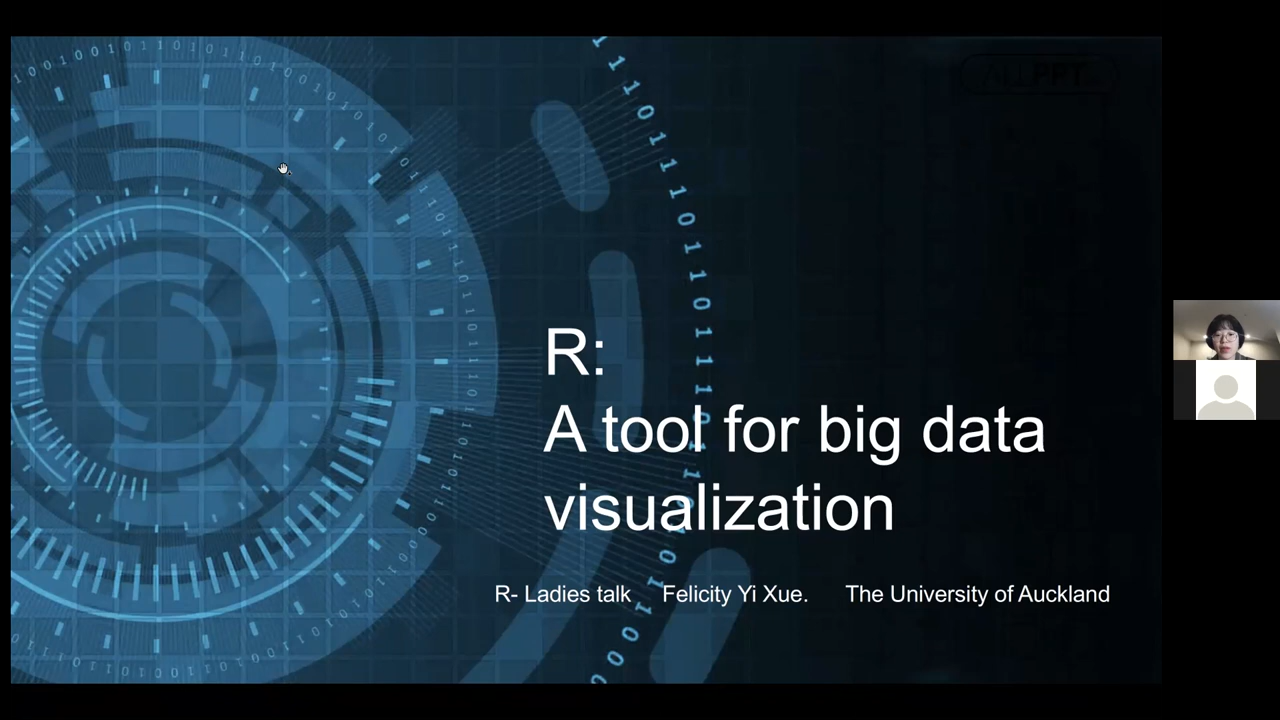 R:
A tool for big data
visualization
R- Ladies talk Felicity Yi Xue. The University of Auckland